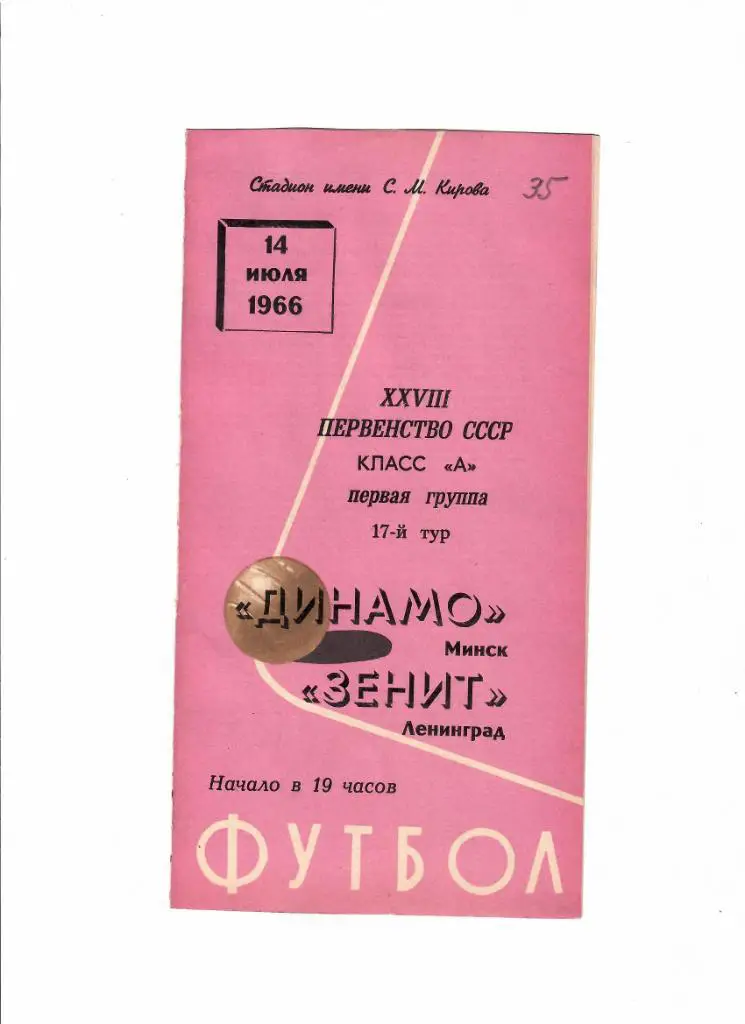 Стадион имени С. М. Кирова 35
14
ИЮЛЯ
1966
XXVIII
ПЕРВЕНСТВО СССР
КЛАСС «А»
первая группа
17-й тур
«ДИНАМО»
Минск
«ЗЕНИТ»
Ленинград
Начало в 19 часов
ФУТБОЛ